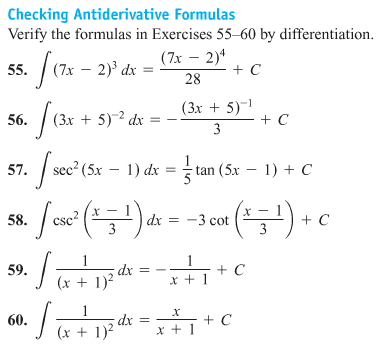 Checking Antiderivative Formulas
Verify the formulas in Exercises 55–60 by differentiation.
55. ∫(7x − 2)³ dx = (7x − 2)⁴/28 + C
56. ∫(3x + 5)⁻² dx = −(3x + 5)⁻¹/3 + C
57. ∫ sec² (5x − 1) dx = 1/5 tan (5x − 1) + C
58. ∫ csc² ((x − 1)/3) dx = −3 cot ((x − 1)/3) + C
59. ∫ 1/(x + 1)² dx = −1/(x + 1) + C
60. ∫ 1/(x + 1)² dx = x/(x + 1) + C